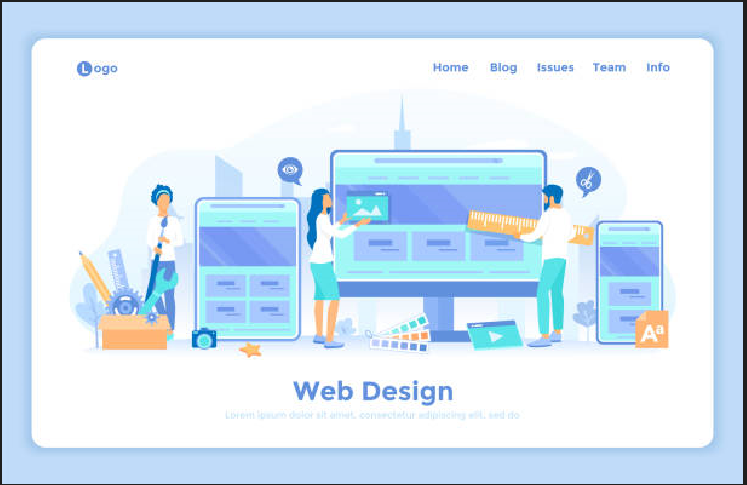 Logo
Home Blog Issues Team Info
Aa
Web Design
Lorem ipsum dolor sit amet, consectetur adipiscing elit, sed do